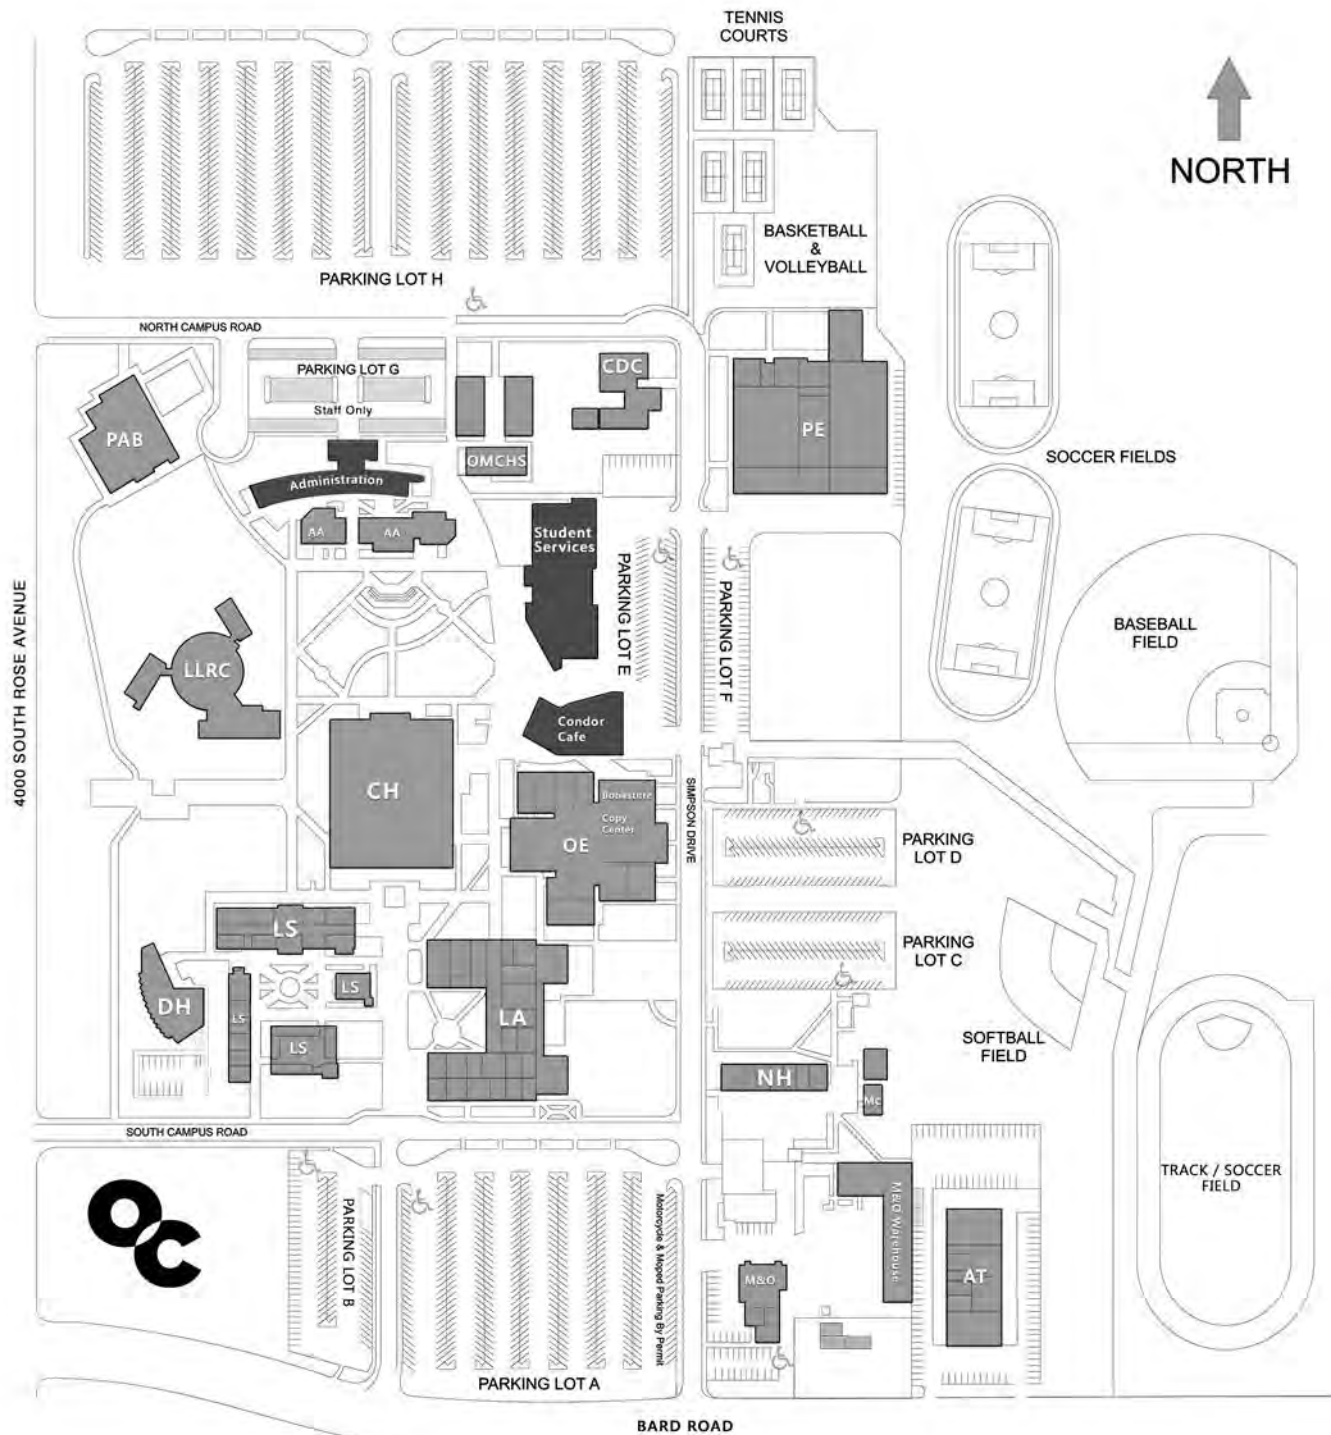 TENNIS
COURTS
NORTH
BASKETBALL
&
VOLLEYBALL
PARKING LOT H
NORTH CAMPUS ROAD
PARKING LOT G
Staff Only
CDC
PAB
PE
OMCHS
SOCCER FIELDS
Administration
AA
AA
Student
Services
PARKING LOT E
PARKING LOT F
BASEBALL
FIELD
4000 SOUTH ROSE AVENUE
LLRC
Condor
Cafe
CH
SIMPSON DRIVE
Bookstore
Copy
Center
OE
PARKING
LOT D
LS
PARKING
LOT C
LS
DH
LS
LA
LS
SOFTBALL
FIELD
NH
Mc
SOUTH CAMPUS ROAD
TRACK / SOCCER
FIELD
OC
PARKING LOT B
Motorcycle & Moped Parking By Permit
M&O Warehouse
M&O
AT
PARKING LOT A
BARD ROAD